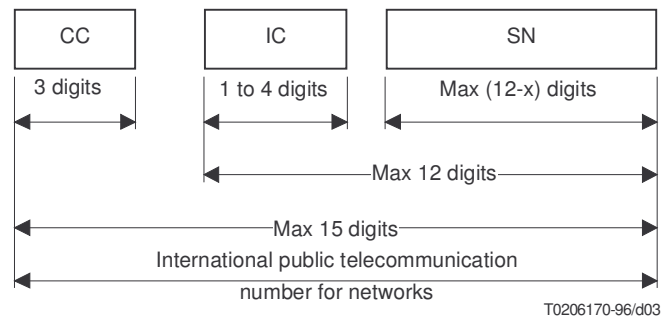 CC IC SN
3 digits 1 to 4 digits Max (12-x) digits
Max 12 digits
Max 15 digits
International public telecommunication
number for networks
T0206170-96/d03